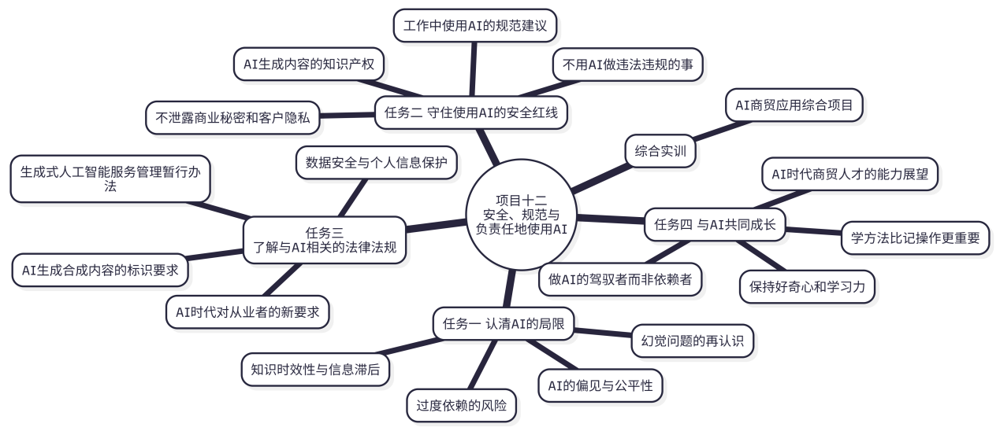 工作中使用AI的规范建议
AI生成内容的知识产权
不用AI做违法违规的事
不泄露商业秘密和客户隐私
任务二 守住使用AI的安全红线
AI商贸应用综合项目
综合实训
数据安全与个人信息保护
生成式人工智能服务管理暂行办
法
项目十二
安全、规范与
负责任地使用AI
AI时代商贸人才的能力展望
任务四 与AI共同成长
任务三
了解与AI相关的法律法规
学方法比记操作更重要
AI生成合成内容的标识要求
做AI的驾驭者而非依赖者
保持好奇心和学习力
AI时代对从业者的新要求
任务一 认清AI的局限
幻觉问题的再认识
知识时效性与信息滞后
AI的偏见与公平性
过度依赖的风险